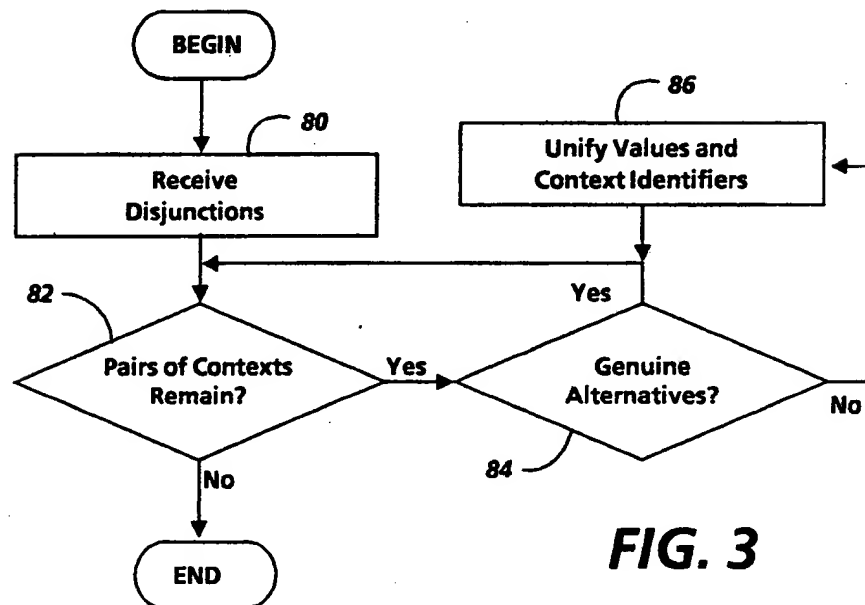 BEGIN
80
Receive
Disjunctions
86
Unify Values and
Context Identifiers
82
Pairs of Contexts
Remain?
Yes
No
Yes
Genuine
Alternatives?
No
84
END
FIG. 3